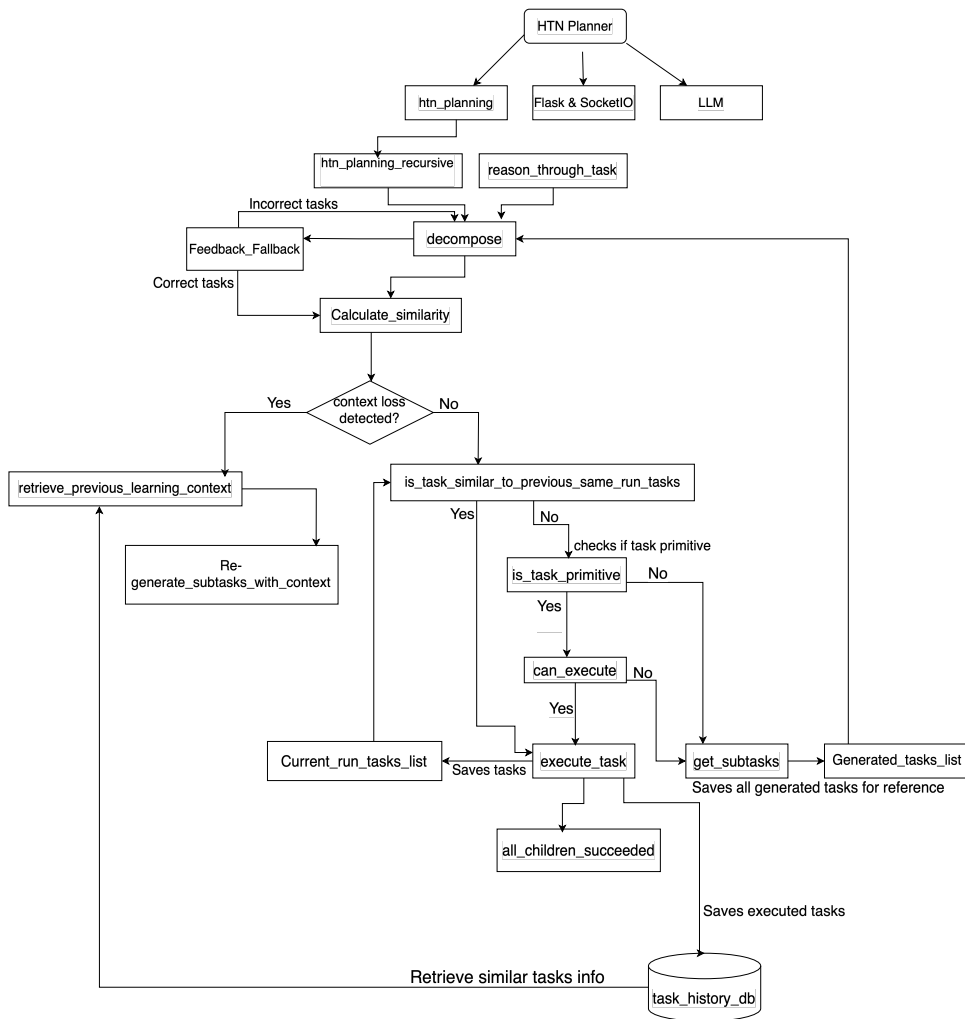 HTN Planner
htn_planning
Flask & SocketIO
LLM
htn_planning_recursive
reason_through_task
Incorrect tasks
decompose
Feedback_Fallback
Correct tasks
Calculate_similarity
Yes
context loss
detected?
No
retrieve_previous_learning_context
is_task_similar_to_previous_same_run_tasks
Yes
No
checks if task primitive
Re-
generate_subtasks_with_context
is_task_primitive
No
Yes
can_execute
No
Yes
Current_run_tasks_list
Saves tasks
execute_task
get_subtasks
Generated_tasks_list
Saves all generated tasks for reference
all_children_succeeded
Saves executed tasks
Retrieve similar tasks info
task_history_db